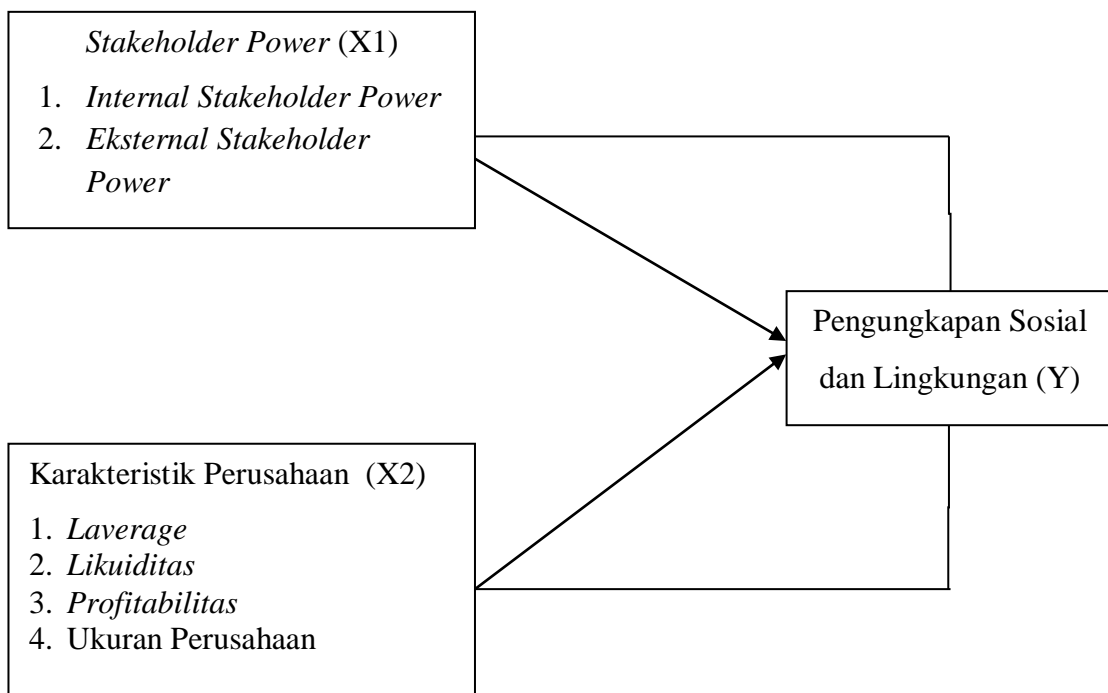 Stakeholder Power (X1)
1. Internal Stakeholder Power
2. Eksternal Stakeholder
Power
Pengungkapan Sosial
dan Lingkungan (Y)
Karakteristik Perusahaan (X2)
1. Laverage
2. Likuiditas
3. Profitabilitas
4. Ukuran Perusahaan